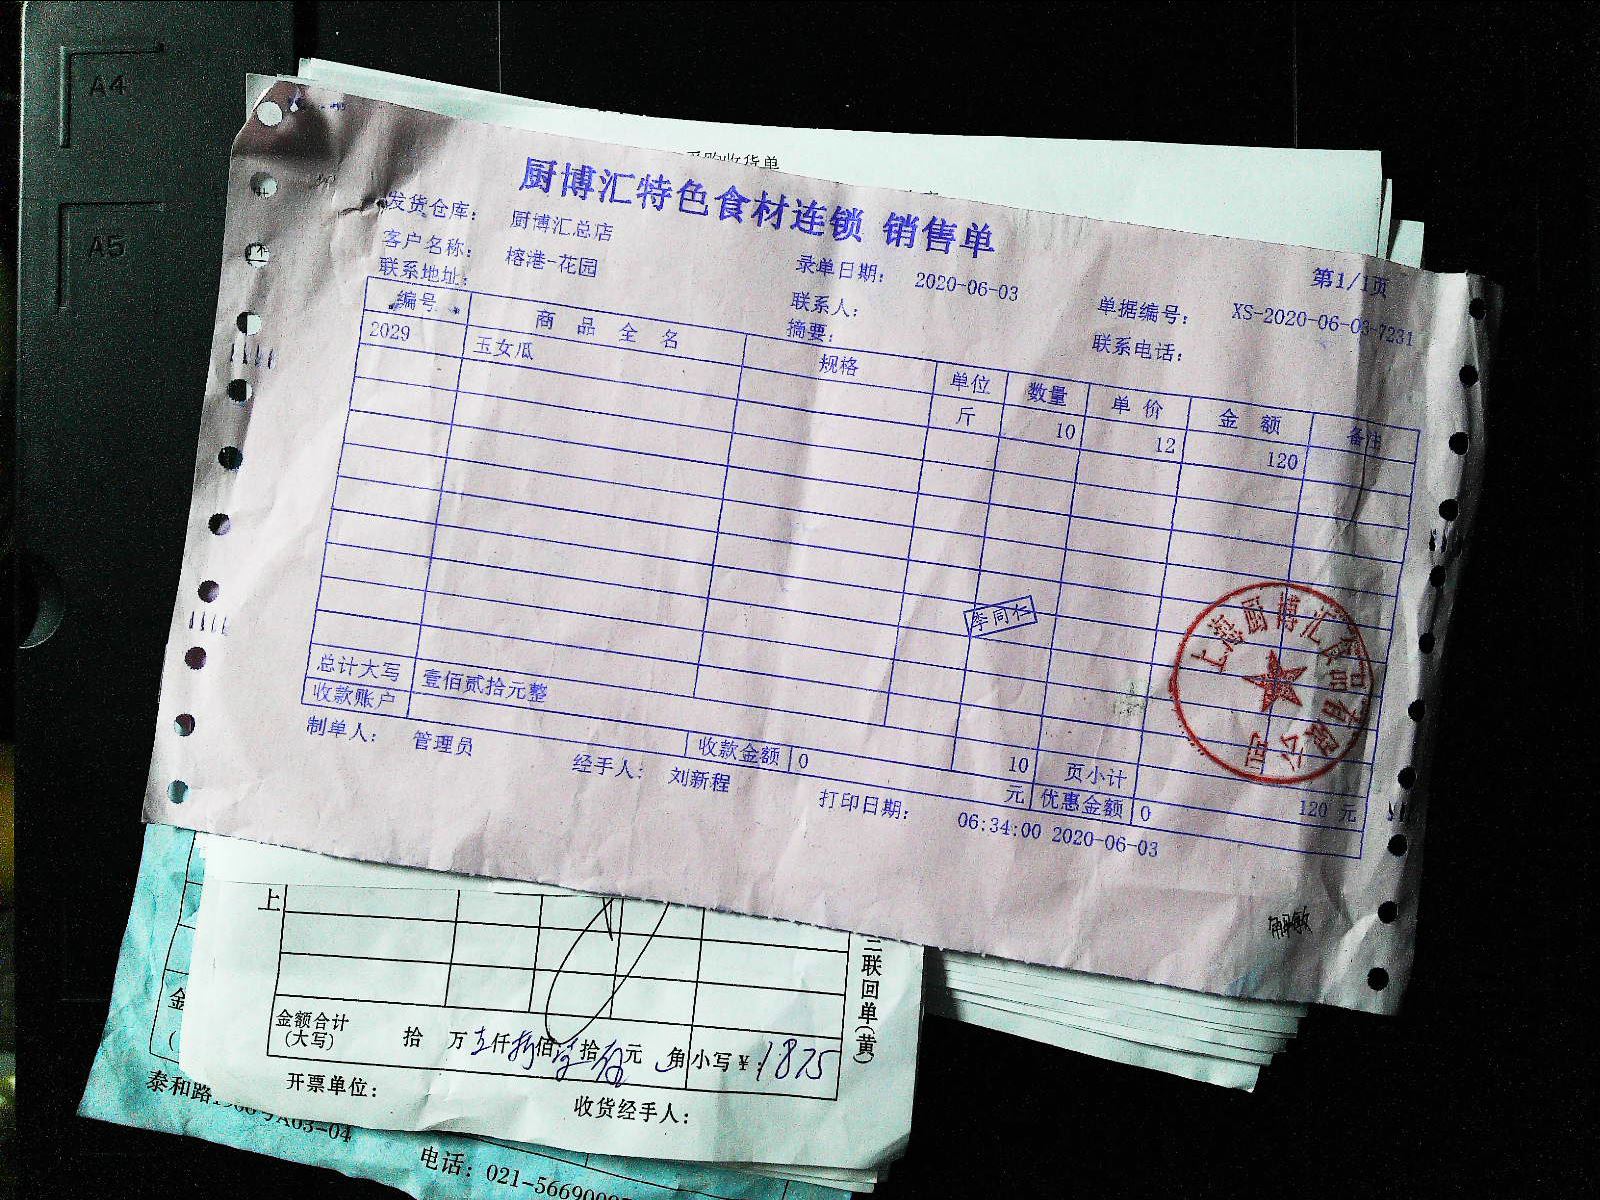 A4
A5
购收货单
厨博汇特色食材连锁 销售单
第1/1页
发货仓库： 厨博汇总店
录单日期： 2020-06-03
单据编号： XS-2020-06-03-7231
客户名称： 榕港-花园
联系人：
联系电话：
联系地址：
摘要：
编号 商品全名 规格 单位 数量 单价 金额 备注
2029 玉女瓜 斤 10 12 120
李同仁
上海厨博汇食品有限公司
总计大写 壹佰贰拾元整 10 页小计 120 元
收款账户 收款金额 0 元 优惠金额 0
制单人： 管理员 经手人： 刘新程 打印日期： 06:34:00 2020-06-03
上
三联回单(黄)
金额合计(大写) 拾 万 仟 佰 拾 元 角 小写￥：1875
开票单位：
收货经手人：
金
(
泰和路
JA03-04
电话：021-5669000